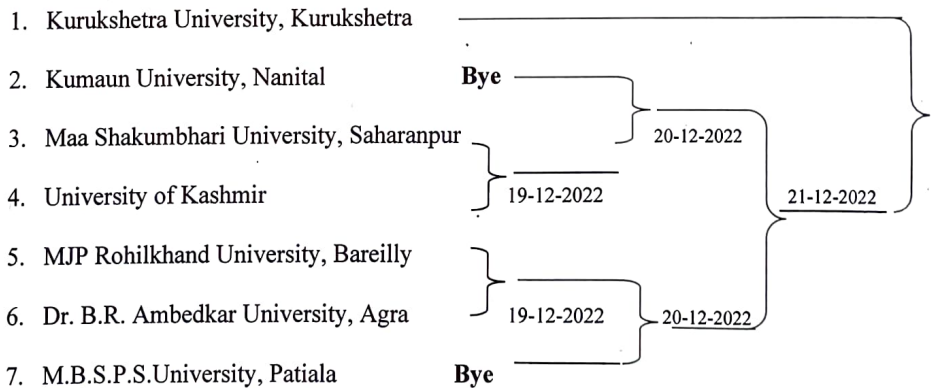 1. Kurukshetra University, Kurukshetra
2. Kumaun University, Nanital Bye
20-12-2022
3. Maa Shakumbhari University, Saharanpur
4. University of Kashmir 19-12-2022 21-12-2022
5. MJP Rohilkhand University, Bareilly
6. Dr. B.R. Ambedkar University, Agra 19-12-2022 20-12-2022
7. M.B.S.P.S.University, Patiala Bye